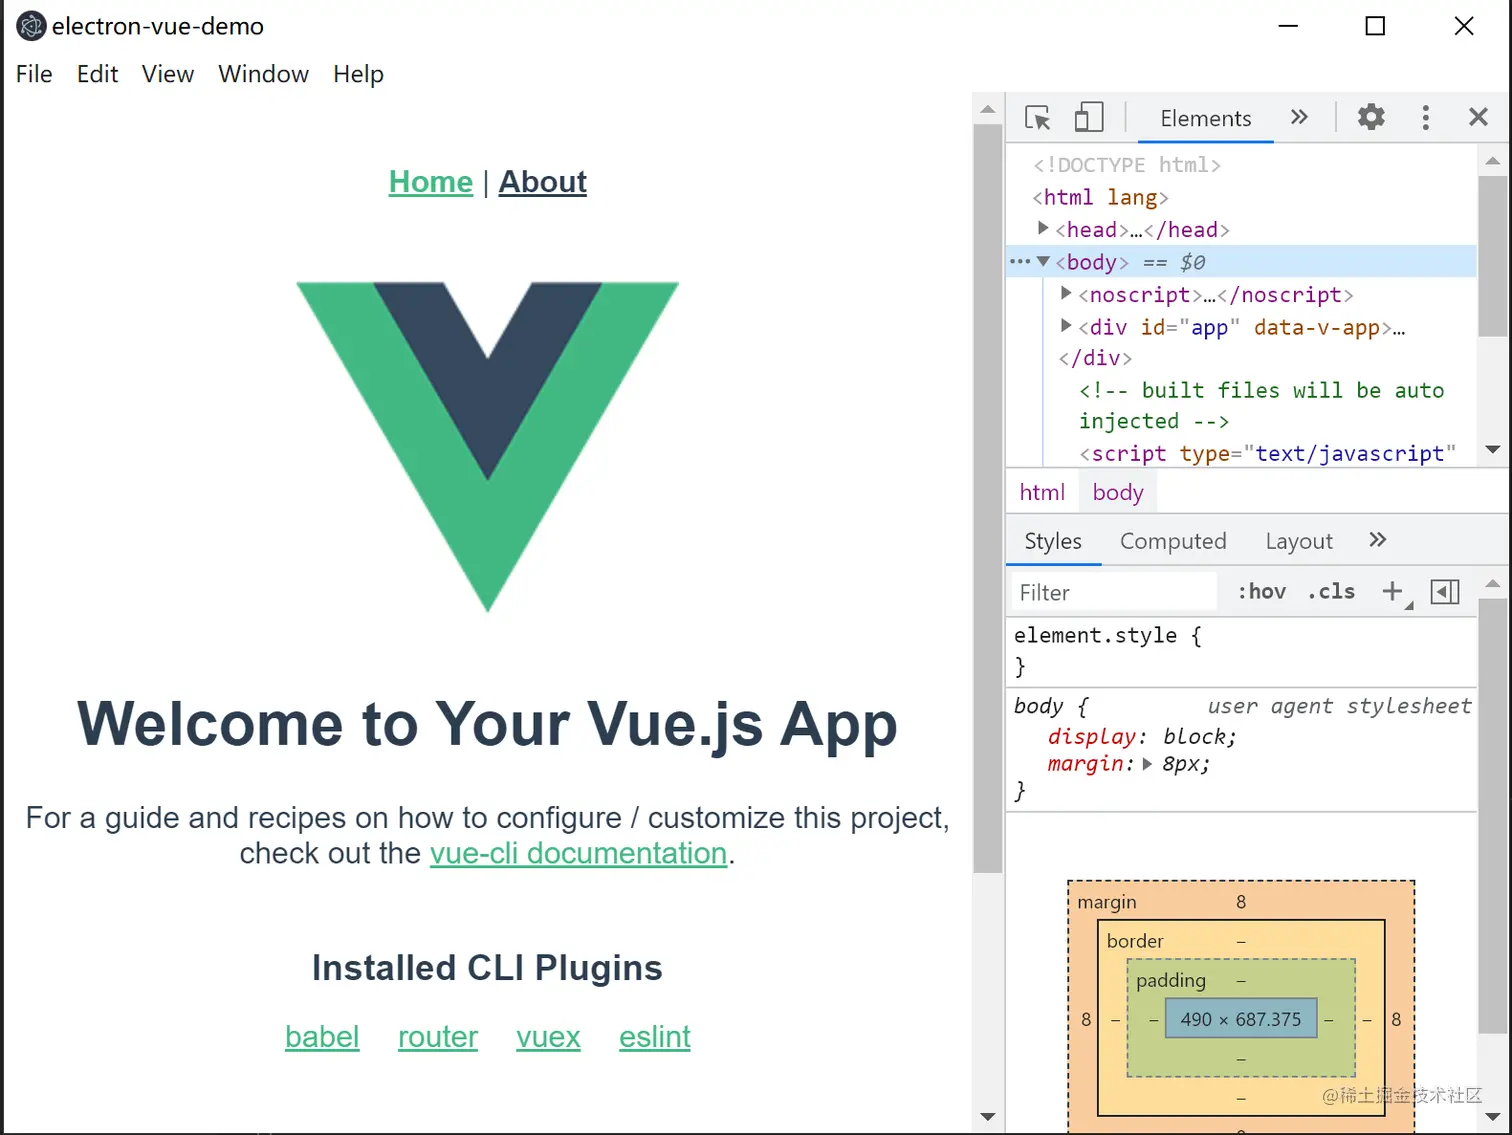 electron-vue-demo
File Edit View Window Help
Home | About
Welcome to Your Vue.js App
For a guide and recipes on how to configure / customize this project,
check out the vue-cli documentation.
Installed CLI Plugins
babel router vuex eslint
Elements
<!DOCTYPE html>
<html lang>
<head>…</head>
<body> == $0
<noscript>…</noscript>
<div id="app" data-v-app>…
</div>
<!-- built files will be auto
injected -->
<script type="text/javascript"
html body
Styles Computed Layout
Filter :hov .cls +
element.style {
}
body { user agent stylesheet
display: block;
margin: 8px;
}
margin 8
border –
padding –
8 – – 490 × 687.375 – – 8
–
–
@稀土掘金技术社区